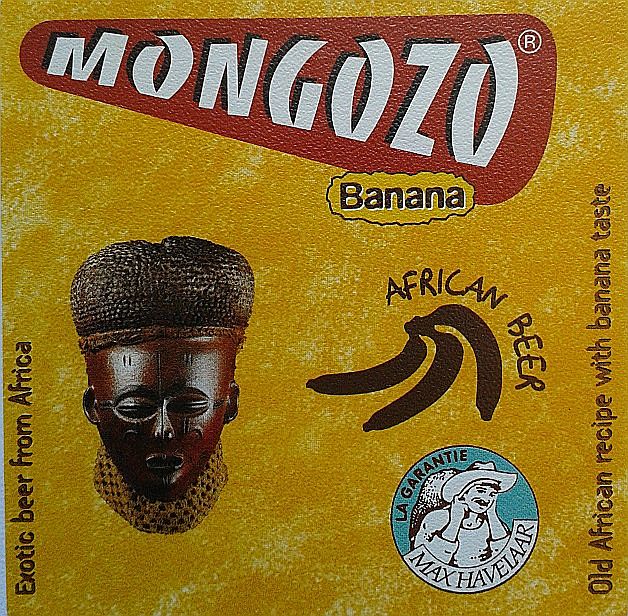 MONGOZO®
Banana
AFRICAN BEER
LA GARANTIE
MAX HAVELAAR
Exotic beer from Africa
Old African recipe with banana taste